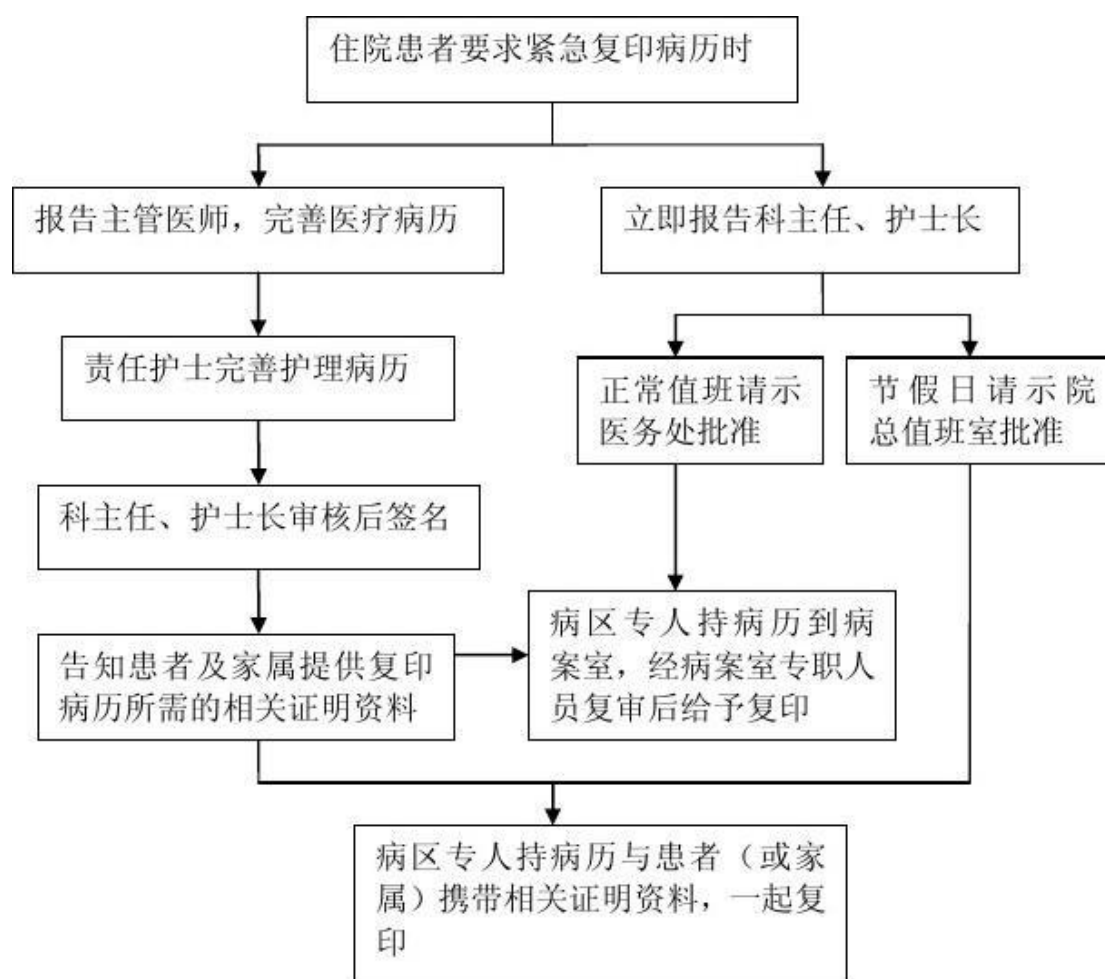 住院患者要求紧急复印病历时
报告主管医师，完善医疗病历
立即报告科主任、护士长
责任护士完善护理病历
正常值班请示
医务处批准
节假日请示院
总值班室批准
科主任、护士长审核后签名
告知患者及家属提供复印
病历所需的相关证明资料
病区专人持病历到病
案室，经病案室专职人
员复审后给予复印
病区专人持病历与患者（或家
属）携带相关证明资料，一起复
印